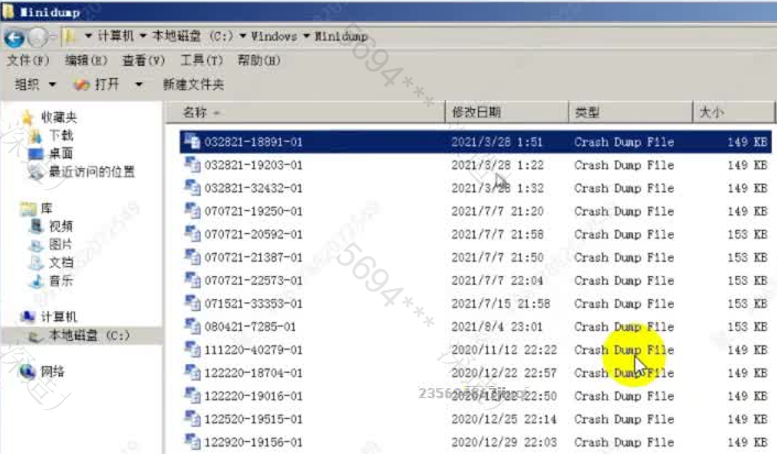 Minidump
计算机 本地磁盘 (C:) Windows Minidump
文件(F) 编辑(E) 查看(V) 工具(T) 帮助(H)
组织 打开 新建文件夹
收藏夹
下载
桌面
最近访问的位置
库
视频
图片
文档
音乐
计算机
本地磁盘 (C:)
网络
名称 修改日期 类型 大小
032821-18891-01 2021/3/28 1:51 Crash Dump File 149 KB
032821-19203-01 2021/3/28 1:22 Crash Dump File 149 KB
032821-32432-01 2021/3/28 1:32 Crash Dump File 149 KB
070721-19250-01 2021/7/7 21:20 Crash Dump File 149 KB
070721-20592-01 2021/7/7 21:58 Crash Dump File 153 KB
070721-21387-01 2021/7/7 21:50 Crash Dump File 153 KB
070721-22573-01 2021/7/7 22:04 Crash Dump File 153 KB
071521-33353-01 2021/7/15 21:58 Crash Dump File 153 KB
080421-7285-01 2021/8/4 23:01 Crash Dump File 153 KB
111220-40279-01 2020/11/12 22:22 Crash Dump File 149 KB
122220-18704-01 2020/12/22 22:57 Crash Dump File 149 KB
122220-19016-01 22:50 Crash Dump File 149 KB
122520-19515-01 2020/12/25 22:14 Crash Dump File 149 KB
122920-19156-01 2020/12/29 22:03 Crash Dump File 149 KB
5694***
5694***